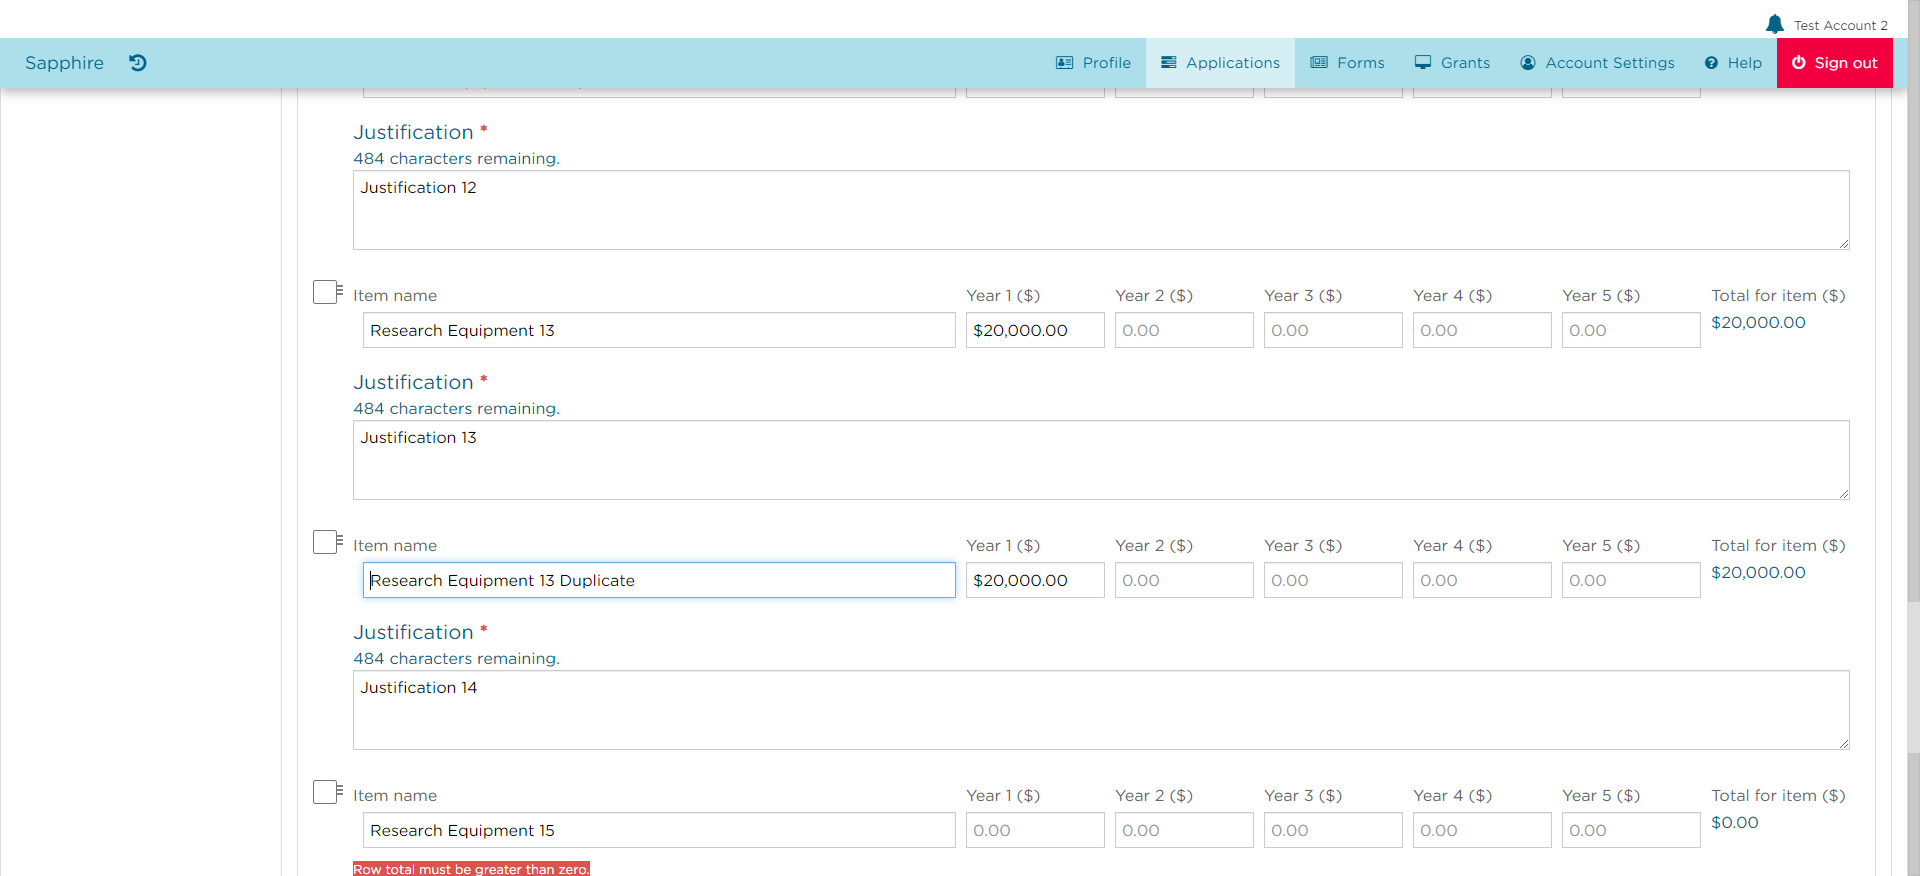 Test Account 2
Sapphire Profile Applications Forms Grants Account Settings Help Sign out
Justification *
484 characters remaining.
Justification 12
Item name Year 1 ($) Year 2 ($) Year 3 ($) Year 4 ($) Year 5 ($) Total for item ($)
Research Equipment 13 $20,000.00 0.00 0.00 0.00 0.00 $20,000.00
Justification *
484 characters remaining.
Justification 13
Item name Year 1 ($) Year 2 ($) Year 3 ($) Year 4 ($) Year 5 ($) Total for item ($)
Research Equipment 13 Duplicate $20,000.00 0.00 0.00 0.00 0.00 $20,000.00
Justification *
484 characters remaining.
Justification 14
Item name Year 1 ($) Year 2 ($) Year 3 ($) Year 4 ($) Year 5 ($) Total for item ($)
Research Equipment 15 0.00 0.00 0.00 0.00 0.00 $0.00
Row total must be greater than zero.